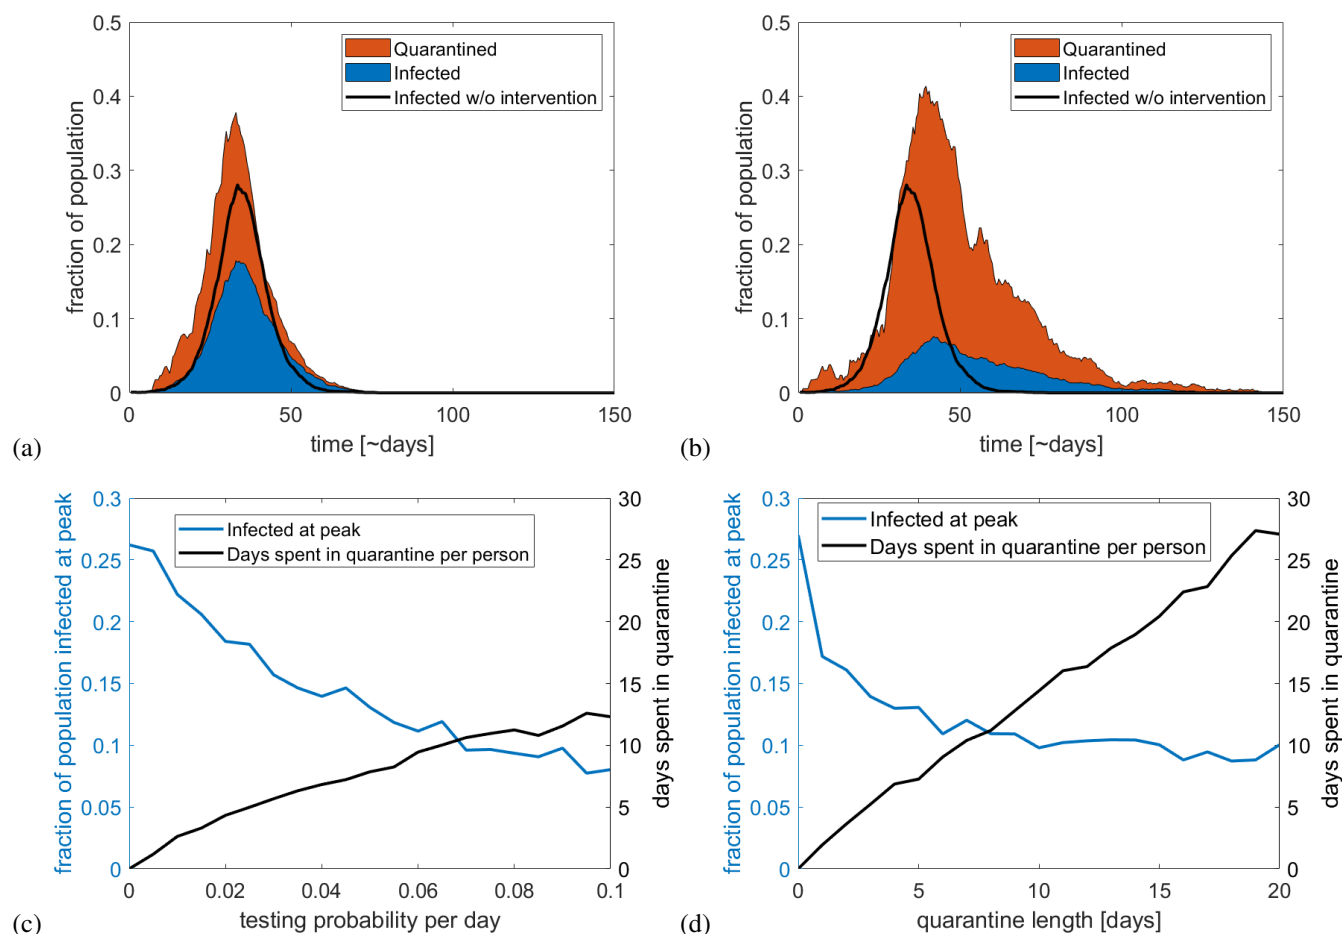 0.5
0.4
0.3
0.2
0.1
0
fraction of population
Quarantined
Infected
Infected w/o intervention
0 50 100 150
time [~days]
(a)
0.5
0.4
0.3
0.2
0.1
0
fraction of population
Quarantined
Infected
Infected w/o intervention
0 50 100 150
time [~days]
(b)
0.3
0.25
0.2
0.15
0.1
0.05
0
fraction of population infected at peak
Infected at peak
Days spent in quarantine per person
30
25
20
15
10
5
0
days spent in quarantine
0 0.02 0.04 0.06 0.08 0.1
testing probability per day
(c)
0.3
0.25
0.2
0.15
0.1
0.05
0
fraction of population infected at peak
Infected at peak
Days spent in quarantine per person
30
25
20
15
10
5
0
days spent in quarantine
0 5 10 15 20
quarantine length [days]
(d)